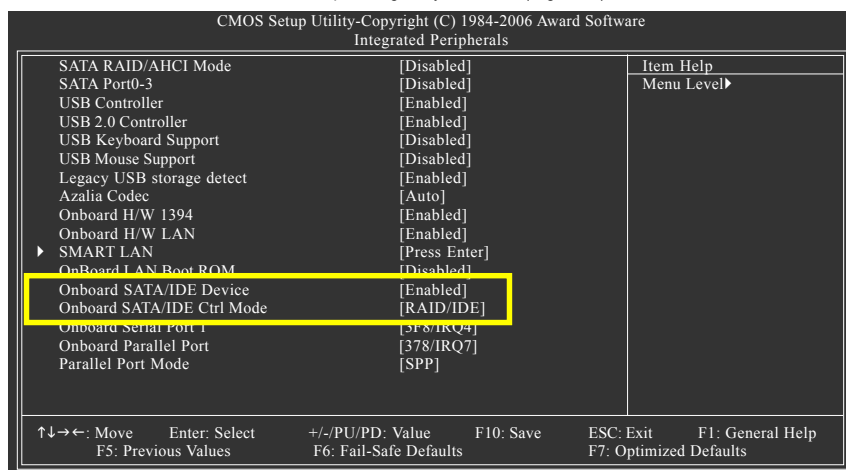 CMOS Setup Utility-Copyright (C) 1984-2006 Award Software
Integrated Peripherals
SATA RAID/AHCI Mode [Disabled] Item Help
SATA Port0-3 [Disabled] Menu Level▶
USB Controller [Enabled]
USB 2.0 Controller [Enabled]
USB Keyboard Support [Disabled]
USB Mouse Support [Disabled]
Legacy USB storage detect [Enabled]
Azalia Codec [Auto]
Onboard H/W 1394 [Enabled]
Onboard H/W LAN [Enabled]
▶ SMART LAN [Press Enter]
OnBoard LAN Boot ROM [Disabled]
Onboard SATA/IDE Device [Enabled]
Onboard SATA/IDE Ctrl Mode [RAID/IDE]
Onboard Serial Port 1 [3F8/IRQ4]
Onboard Parallel Port [378/IRQ7]
Parallel Port Mode [SPP]
↑↓→←: Move Enter: Select +/-/PU/PD: Value F10: Save ESC: Exit F1: General Help
F5: Previous Values F6: Fail-Safe Defaults F7: Optimized Defaults